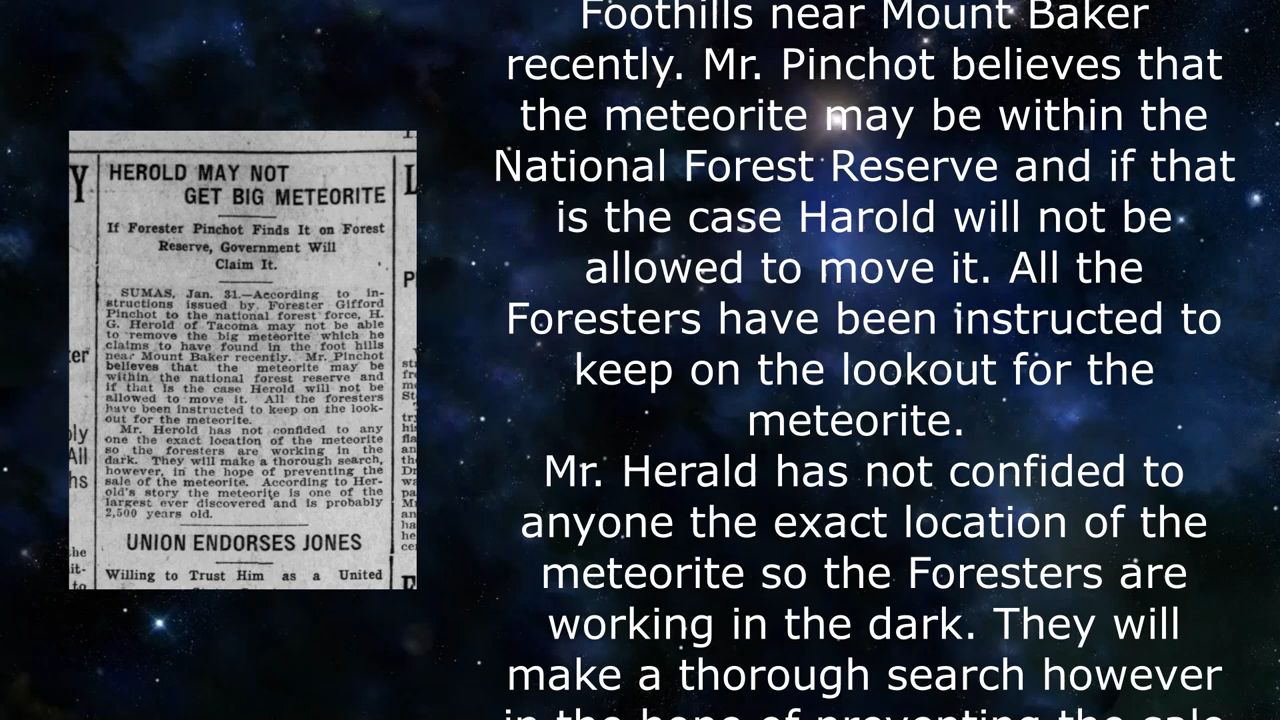 HEROLD MAY NOT
GET BIG METEORITE
If Forester Pinchot Finds It on Forest
Reserve, Government Will
Claim It.
SUMAS, Jan. 31.—According to in-
structions issued by Forester Gifford
Pinchot to the national forest force, H.
G. Herold of Tacoma may not be able
to remove the big meteorite which he
claims to have found in the foot hills
near Mount Baker recently. Mr. Pinchot
believes that the meteorite may be
within the national forest reserve and
if that is the case Herold will not be
allowed to move it. All the foresters
have been instructed to keep on the look-
out for the meteorite.
Mr. Herold has not confided to any
one the exact location of the meteorite
so the foresters are working in the
dark. They will make a thorough search,
however, in the hope of preventing the
sale of the meteorite. According to Her-
old's story the meteorite is one of the
largest ever discovered and is probably
2,500 years old.
UNION ENDORSES JONES
Willing to Trust Him as a United
Foothills near Mount Baker
recently. Mr. Pinchot believes that
the meteorite may be within the
National Forest Reserve and if that
is the case Harold will not be
allowed to move it. All the
Foresters have been instructed to
keep on the lookout for the
meteorite.
Mr. Herald has not confided to
anyone the exact location of the
meteorite so the Foresters are
working in the dark. They will
make a thorough search however
in the hope of preventing the sale